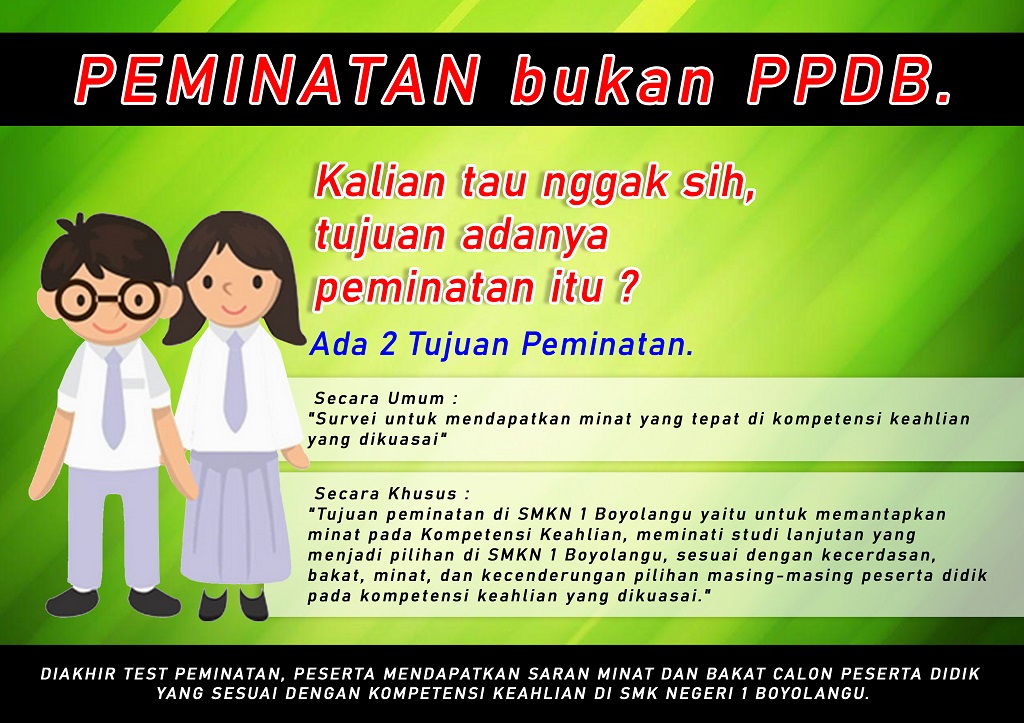 PEMINATAN bukan PPDB.
Kalian tau nggak sih,
tujuan adanya
peminatan itu ?
Ada 2 Tujuan Peminatan.
Secara Umum :
"Survei untuk mendapatkan minat yang tepat di kompetensi keahlian
yang dikuasai"
Secara Khusus :
"Tujuan peminatan di SMKN 1 Boyolangu yaitu untuk memantapkan
minat pada Kompetensi Keahlian, meminati studi lanjutan yang
menjadi pilihan di SMKN 1 Boyolangu, sesuai dengan kecerdasan,
bakat, minat, dan kecenderungan pilihan masing-masing peserta didik
pada kompetensi keahlian yang dikuasai."
DIAKHIR TEST PEMINATAN, PESERTA MENDAPATKAN SARAN MINAT DAN BAKAT CALON PESERTA DIDIK
YANG SESUAI DENGAN KOMPETENSI KEAHLIAN DI SMK NEGERI 1 BOYOLANGU.